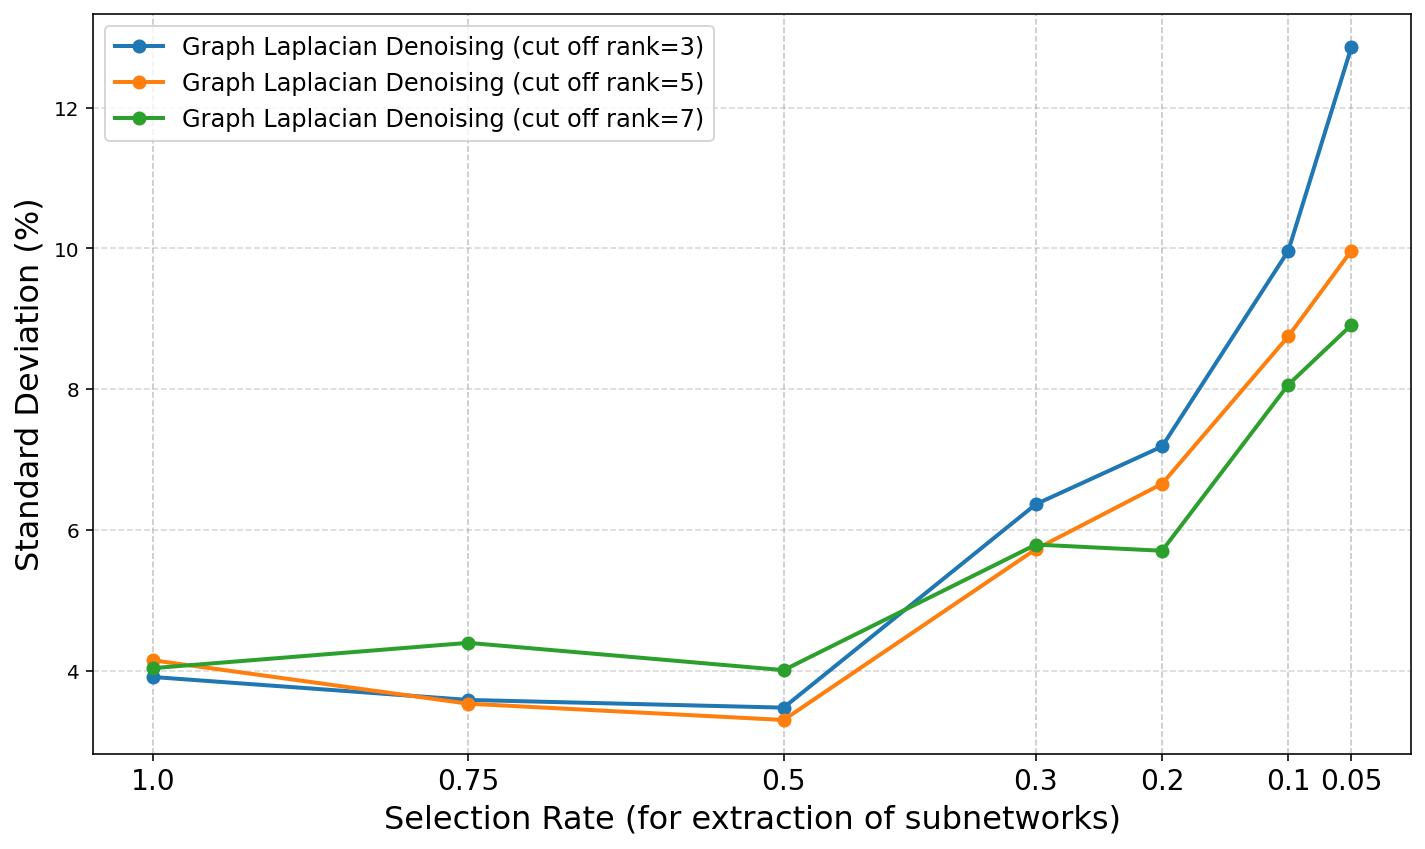 Graph Laplacian Denoising (cut off rank=3)
Graph Laplacian Denoising (cut off rank=5)
Graph Laplacian Denoising (cut off rank=7)
Standard Deviation (%)
12
10
8
6
4
1.0 0.75 0.5 0.3 0.2 0.1 0.05
Selection Rate (for extraction of subnetworks)